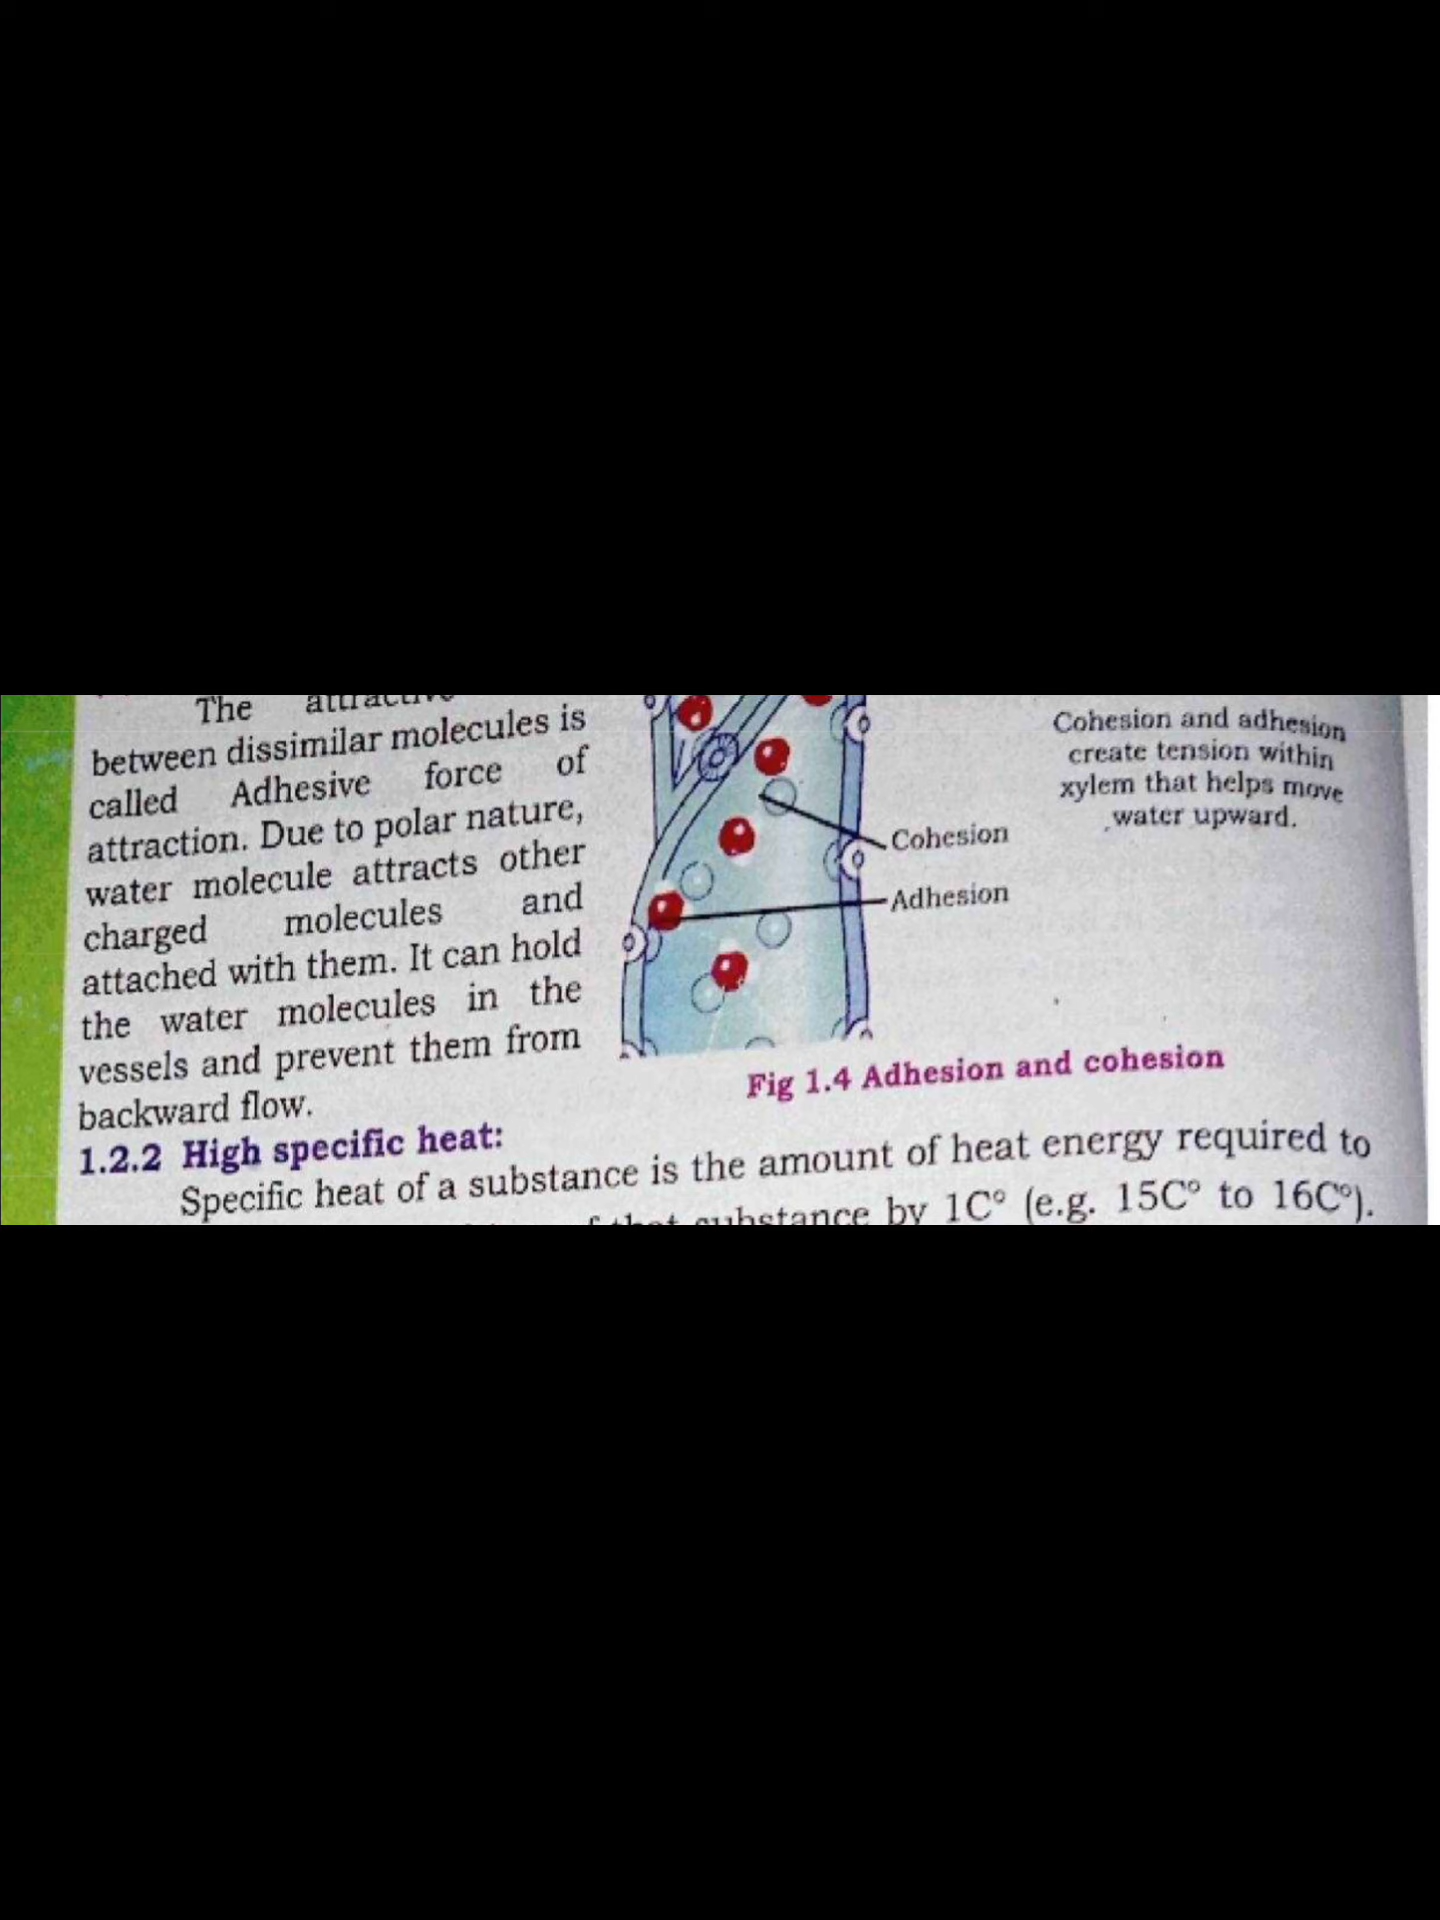 The
between dissimilar molecules is
called Adhesive force of
attraction. Due to polar nature,
water molecule attracts other
charged molecules and
attached with them. It can hold
the water molecules in the
vessels and prevent them from
backward flow.
Cohesion
Adhesion
Cohesion and adhesion
create tension within
xylem that helps move
water upward.
Fig 1.4 Adhesion and cohesion
1.2.2 High specific heat:
Specific heat of a substance is the amount of heat energy required to
substance by 1C° (e.g. 15C° to 16C°).